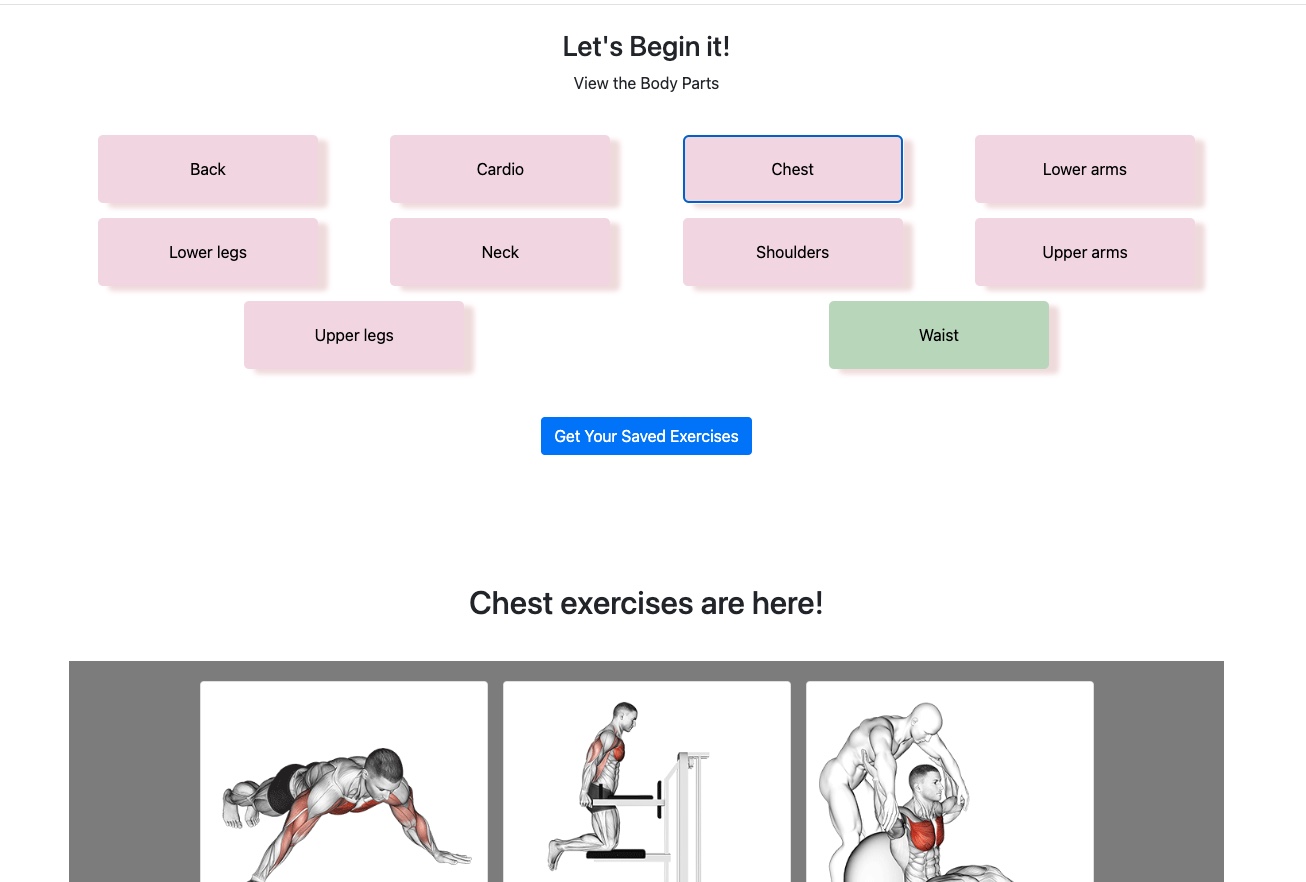 Let's Begin it!
View the Body Parts
Back
Cardio
Chest
Lower arms
Lower legs
Neck
Shoulders
Upper arms
Upper legs
Waist
Get Your Saved Exercises
Chest exercises are here!